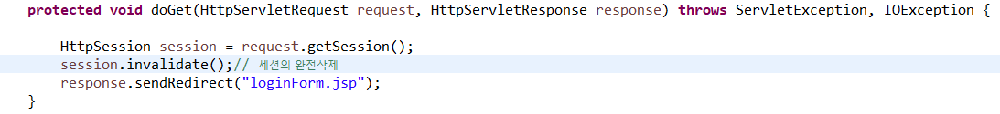 protected void doGet(HttpServletRequest request, HttpServletResponse response) throws ServletException, IOException {
HttpSession session = request.getSession();
session.invalidate();// 세션의 완전삭제
response.sendRedirect("loginForm.jsp");
}